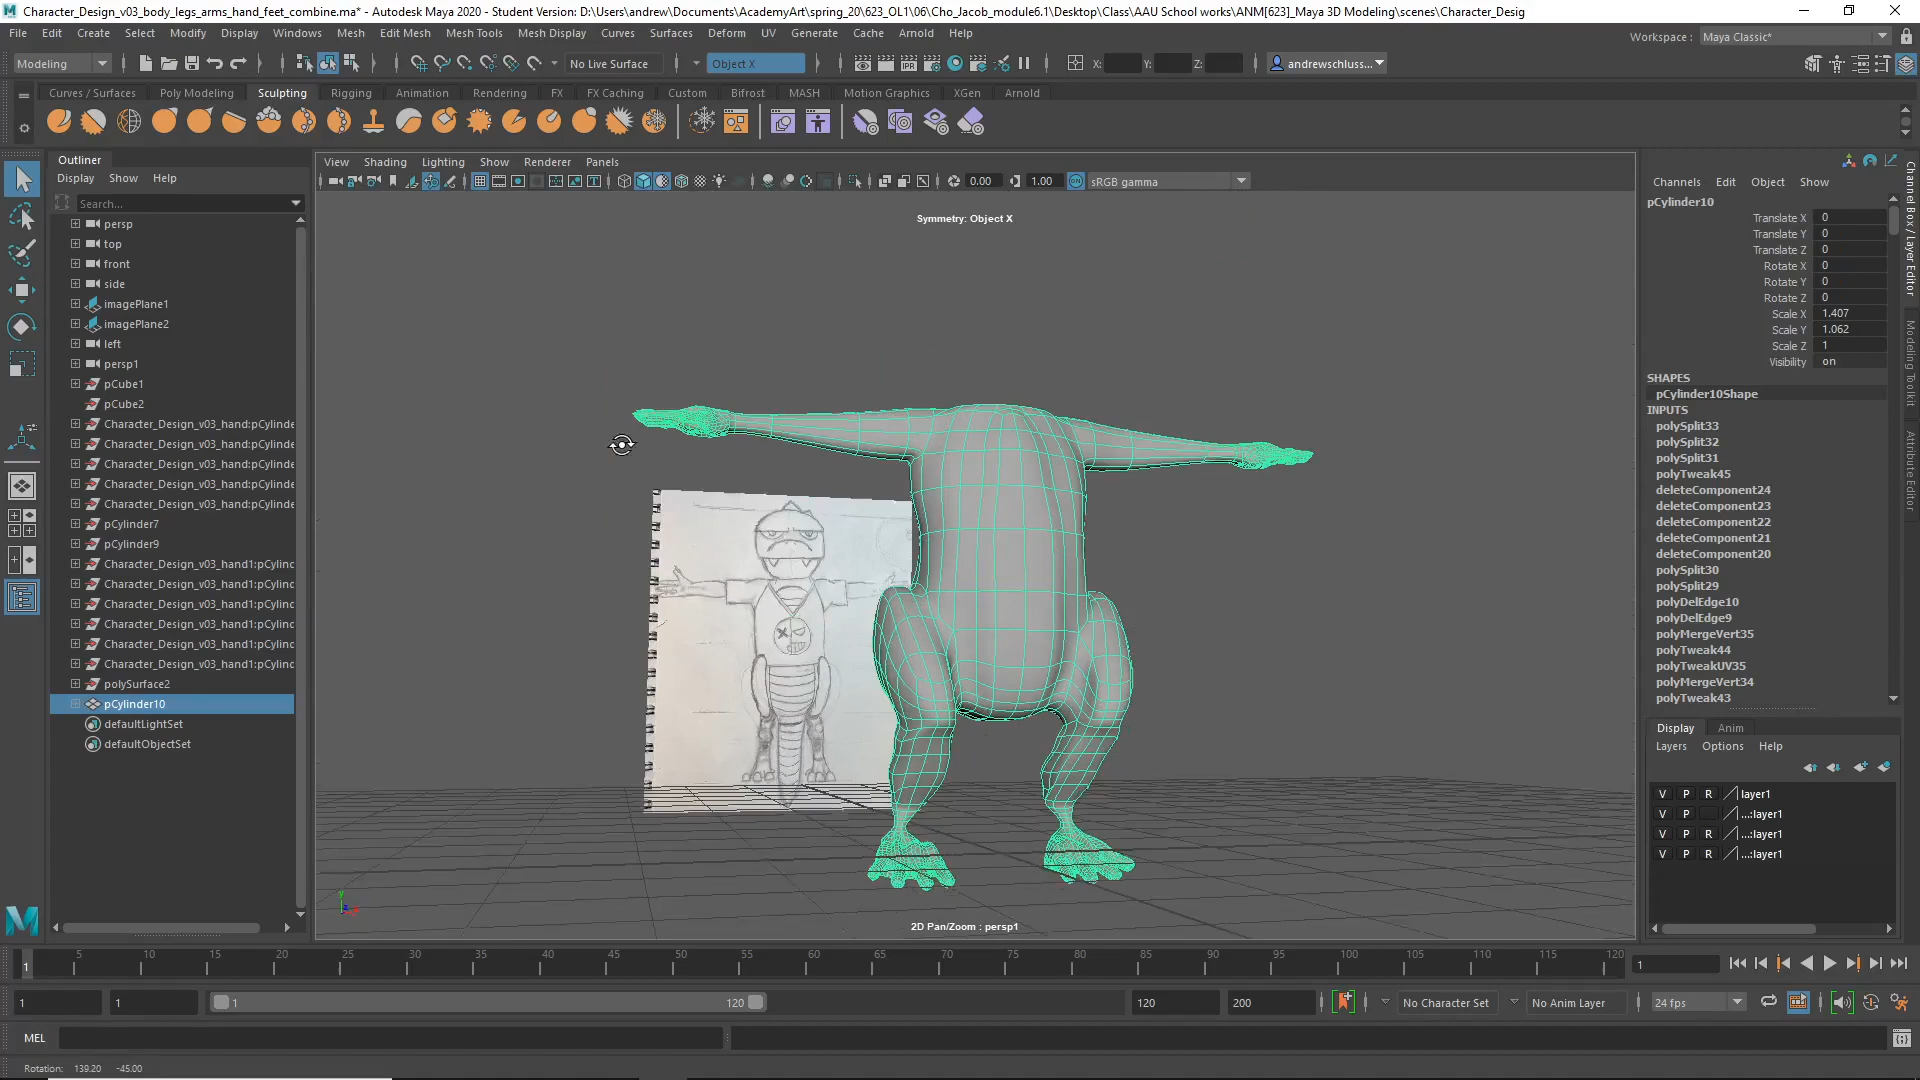 Character_Design_v03_body_legs_arms_hand_feet_combine.ma* - Autodesk Maya 2020 - Student Version: D:\Users\andrew\Documents\AcademyArt\spring_20\623_OL1\06\Cho_Jacob_module6.1\Desktop\Class\AAU School works\ANM[623]_Maya 3D Modeling\scenes\Character_Desig
File Edit Create Select Modify Display Windows Mesh Edit Mesh Mesh Tools Mesh Display Curves Surfaces Deform UV Generate Cache Arnold Help
Workspace : Maya Classic*
Modeling No Live Surface Object X X: Y: Z: andrewschluss...
Curves / Surfaces Poly Modeling Sculpting Rigging Animation Rendering FX FX Caching Custom Bifrost MASH Motion Graphics XGen Arnold
Outliner
Display Show Help
Search...
persp
top
front
side
imagePlane1
imagePlane2
left
persp1
pCube1
pCube2
Character_Design_v03_hand:pCylinde
Character_Design_v03_hand:pCylinde
Character_Design_v03_hand:pCylinde
Character_Design_v03_hand:pCylinde
Character_Design_v03_hand:pCylinde
pCylinder7
pCylinder9
Character_Design_v03_hand1:pCylinc
Character_Design_v03_hand1:pCylinc
Character_Design_v03_hand1:pCylinc
Character_Design_v03_hand1:pCylinc
Character_Design_v03_hand1:pCylinc
Character_Design_v03_hand1:pCylinc
polySurface2
pCylinder10
defaultLightSet
defaultObjectSet
View Shading Lighting Show Renderer Panels
0.00 1.00 ON sRGB gamma
Symmetry: Object X
2D Pan/Zoom : persp1
y
Channels Edit Object Show
pCylinder10
Translate X 0
Translate Y 0
Translate Z 0
Rotate X 0
Rotate Y 0
Rotate Z 0
Scale X 1.407
Scale Y 1.062
Scale Z 1
Visibility on
SHAPES
pCylinder10Shape
INPUTS
polySplit33
polySplit32
polySplit31
polyTweak45
deleteComponent24
deleteComponent23
deleteComponent22
deleteComponent21
deleteComponent20
polySplit30
polySplit29
polyDelEdge10
polyDelEdge9
polyMergeVert35
polyTweak44
polyTweakUV35
polyMergeVert34
polyTweak43
Channel Box / Layer Editor
Modeling Toolkit
Attribute Editor
Display Anim
Layers Options Help
V P R layer1
V P ...:layer1
V P R ...:layer1
V P R ...:layer1
1 5 10 15 20 25 30 35 40 45 50 55 60 65 70 75 80 85 90 95 100 105 110 115 120 1
1 1 1 120 120 200 No Character Set No Anim Layer 24 fps
MEL
Rotation: 139.20 -45.00